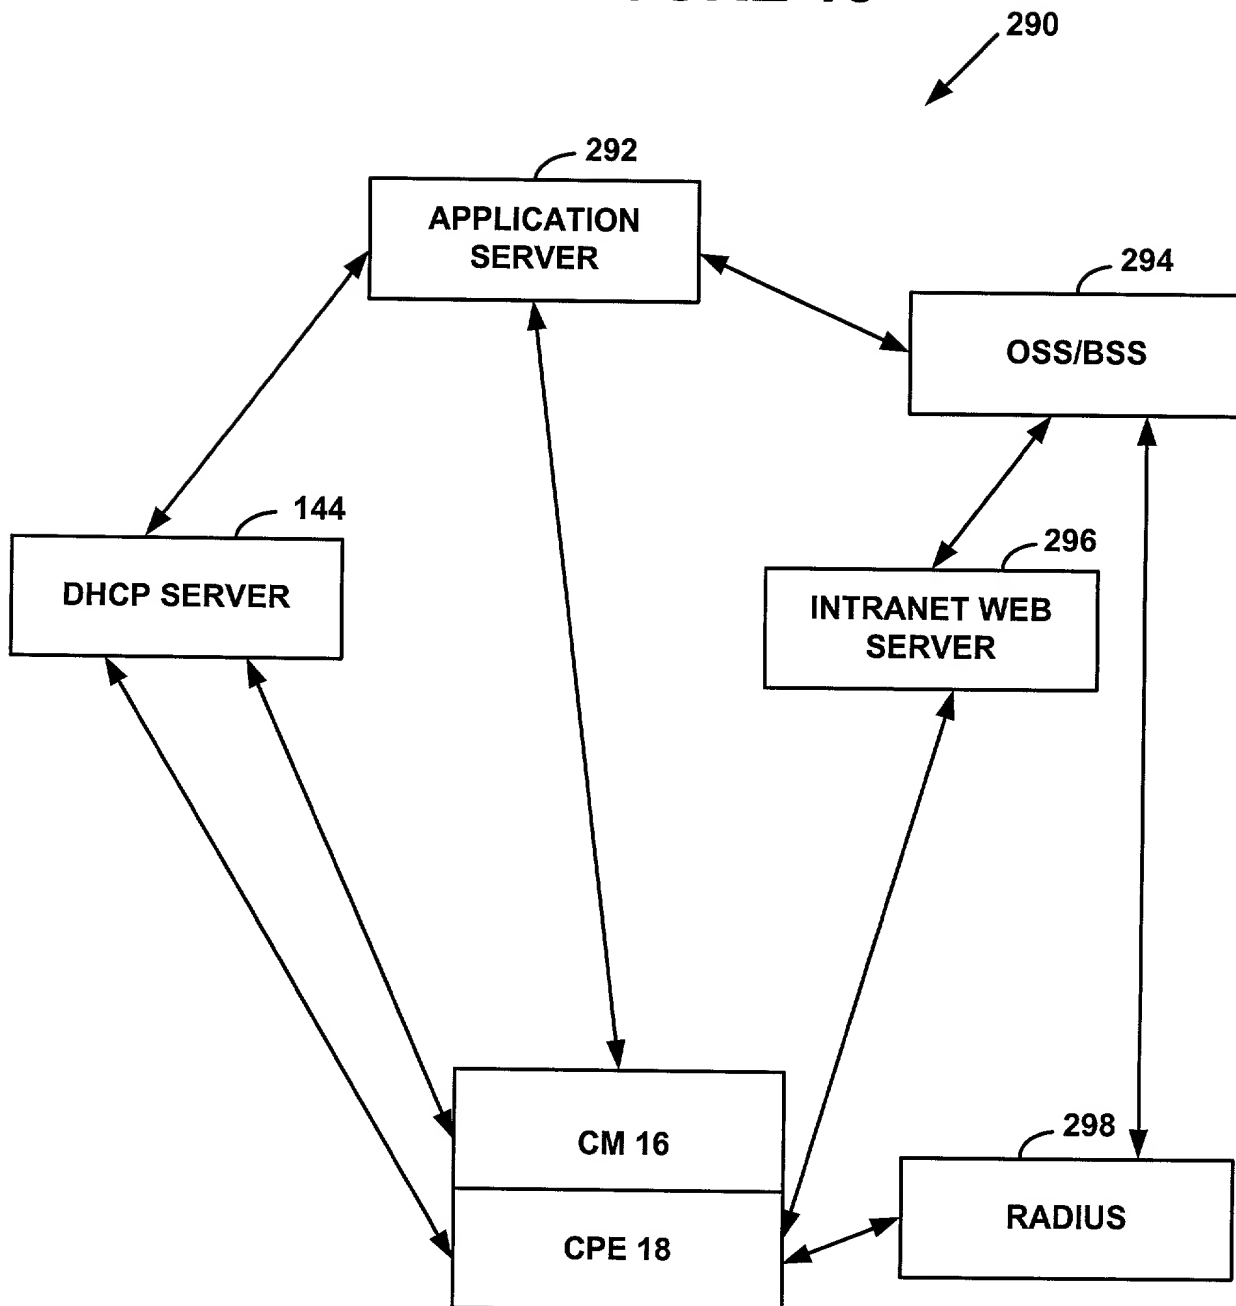 290
292
APPLICATION
SERVER
294
OSS/BSS
144
DHCP SERVER
296
INTRANET WEB
SERVER
CM 16
298
RADIUS
CPE 18